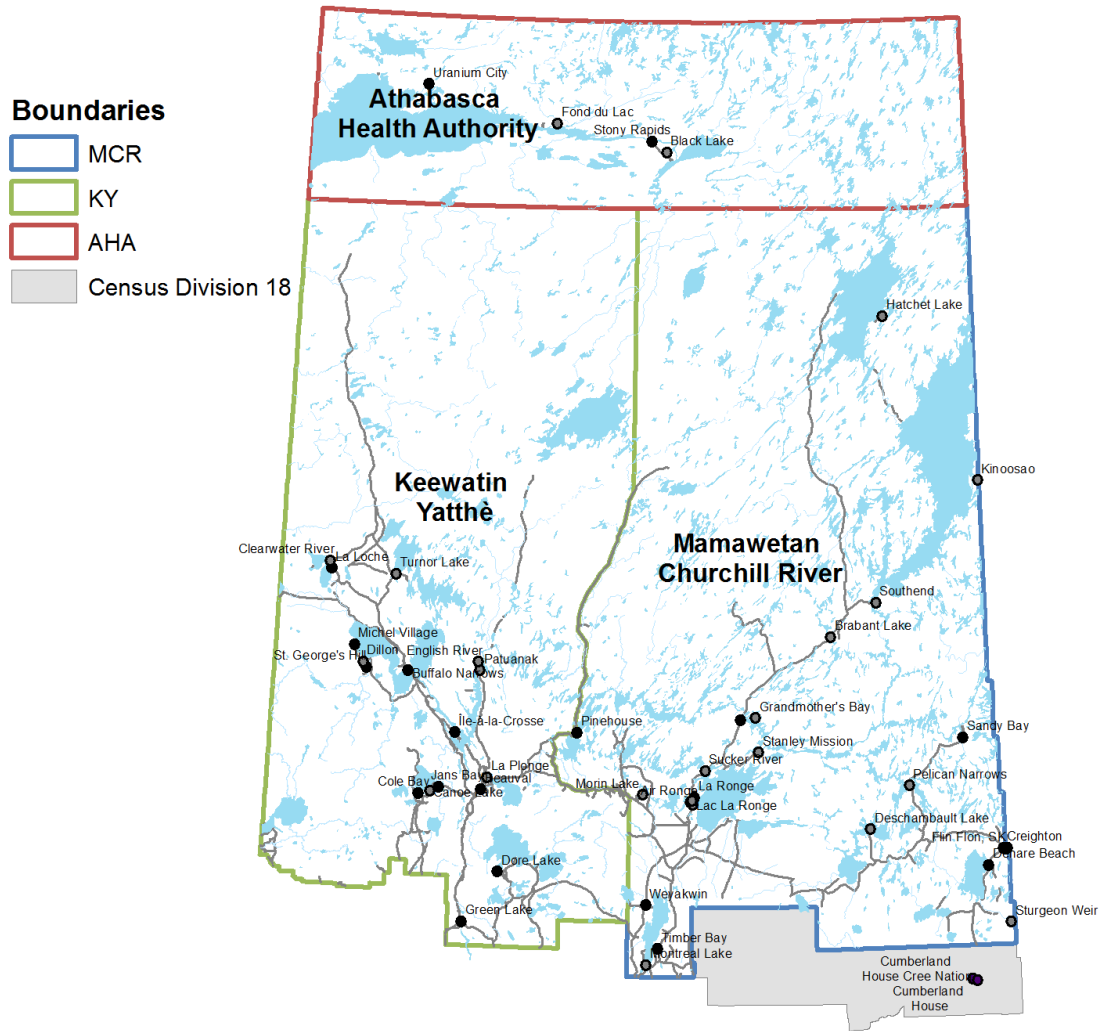 Boundaries
MCR
KY
AHA
Census Division 18
Uranium City
Athabasca
Health Authority
Fond du Lac
Stony Rapids
Black Lake
Hatchet Lake
Kinoosao
Keewatin
Yatthè
Mamawetan
Churchill River
Clearwater River
La Loche
Turnor Lake
Southend
Brabant Lake
Michel Village
St. George's Hill
Dillon
English River
Patuanak
Buffalo Narrows
Île-à-la-Crosse
Pinehouse
Grandmother's Bay
Sandy Bay
Stanley Mission
Sucker River
La Plonge
Cole Bay
Jans Bay
Beauval
Canoe Lake
Morin Lake
Air Ronge
La Ronge
Lac La Ronge
Pelican Narrows
Deschambault Lake
Flin Flon, SK
Creighton
Denare Beach
Dore Lake
Weyakwin
Green Lake
Sturgeon Weir
Timber Bay
Montreal Lake
Cumberland
House Cree Nation
Cumberland
House